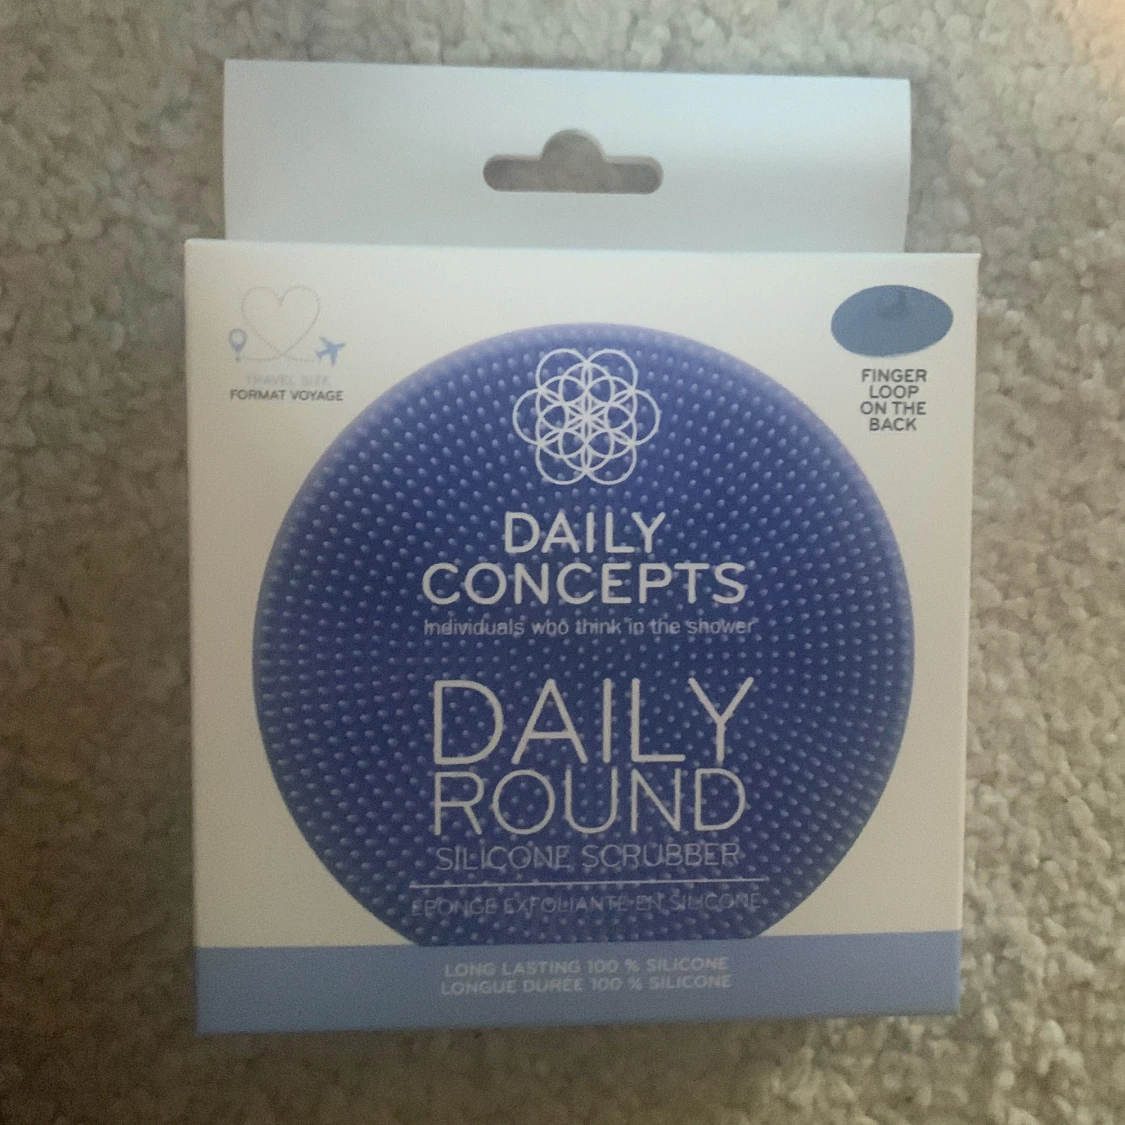 TRAVEL SIZE
FORMAT VOYAGE
FINGER
LOOP
ON THE
BACK
DAILY
CONCEPTS
Individuals who think in the shower
DAILY
ROUND
SILICONE SCRUBBER
ÉPONGE EXFOLIANTE EN SILICONE
LONG LASTING 100 % SILICONE
LONGUE DURÉE 100 % SILICONE